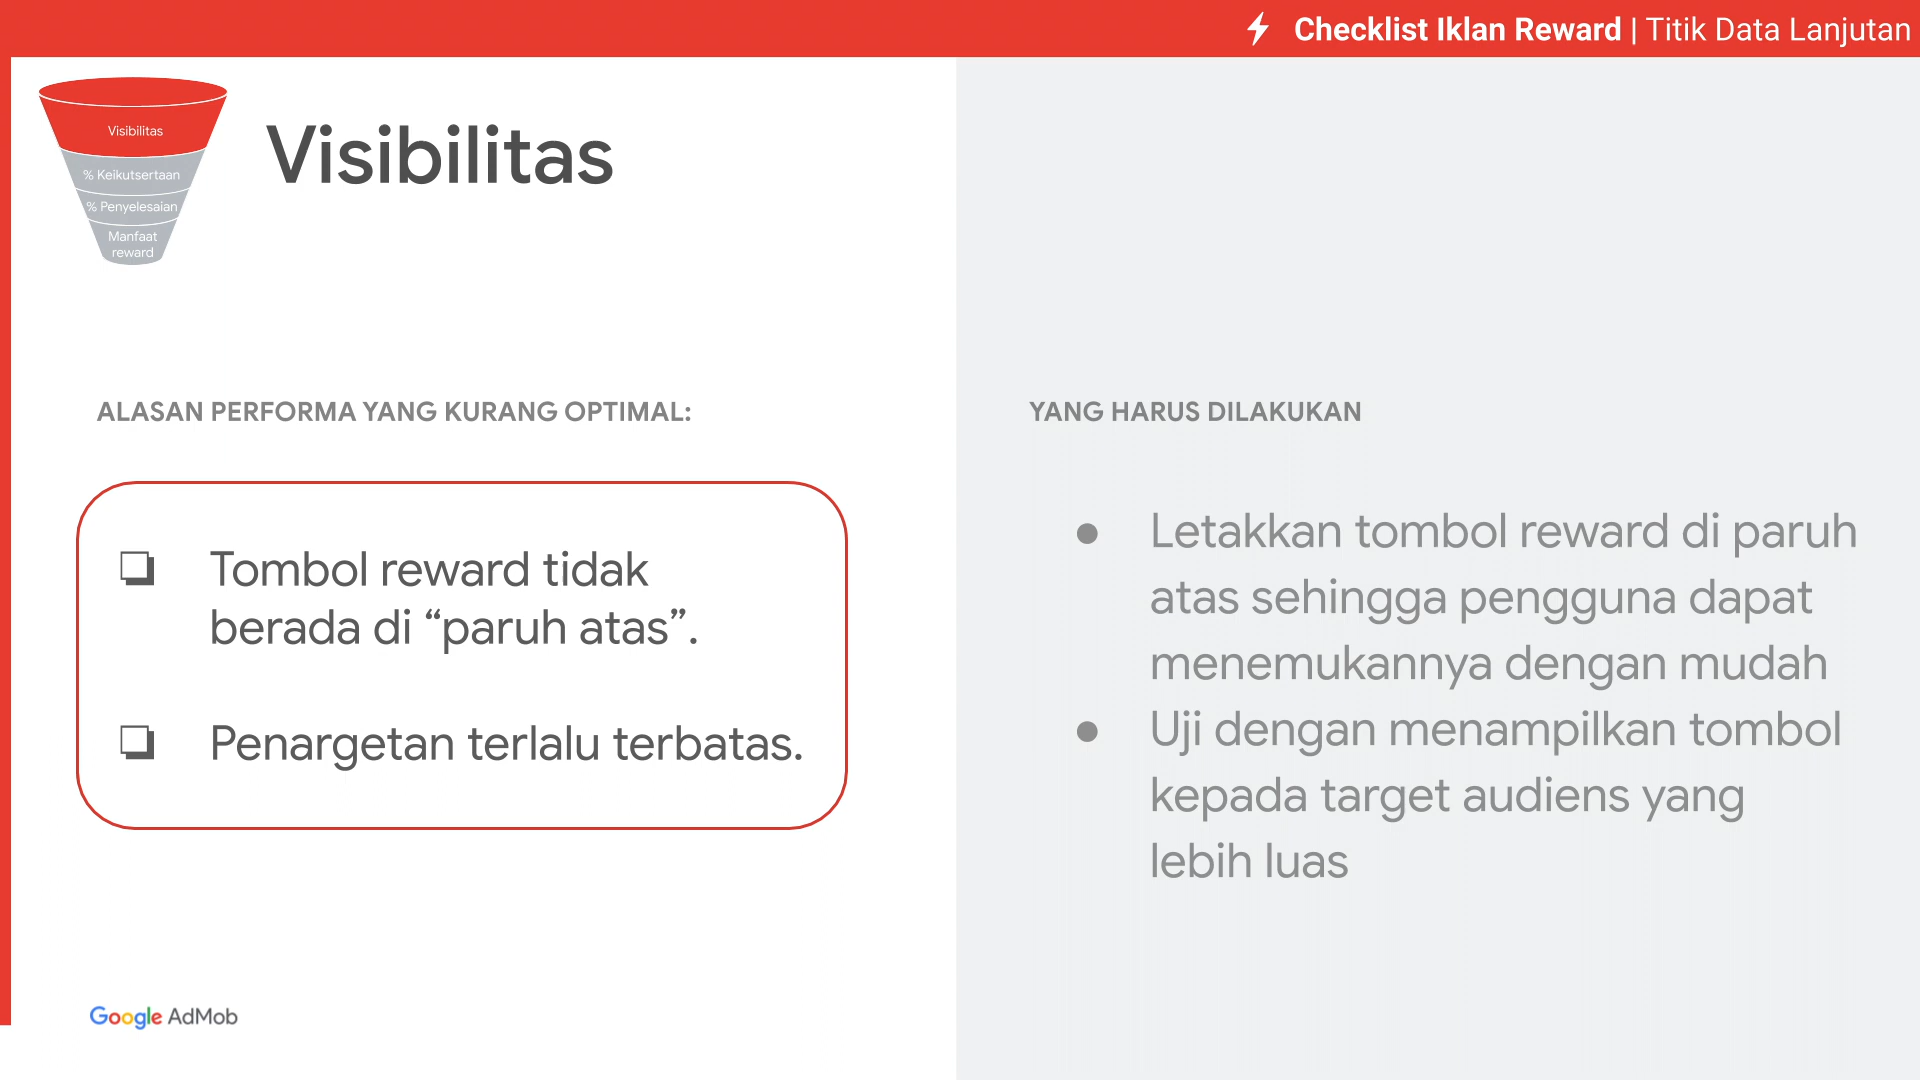 Checklist Iklan Reward | Titik Data Lanjutan
Visibilitas
% Keikutsertaan
% Penyelesaian
Manfaat
reward
Visibilitas
ALASAN PERFORMA YANG KURANG OPTIMAL:
❏ Tombol reward tidak
berada di “paruh atas”.
❏ Penargetan terlalu terbatas.
YANG HARUS DILAKUKAN
● Letakkan tombol reward di paruh
atas sehingga pengguna dapat
menemukannya dengan mudah
● Uji dengan menampilkan tombol
kepada target audiens yang
lebih luas
Google AdMob